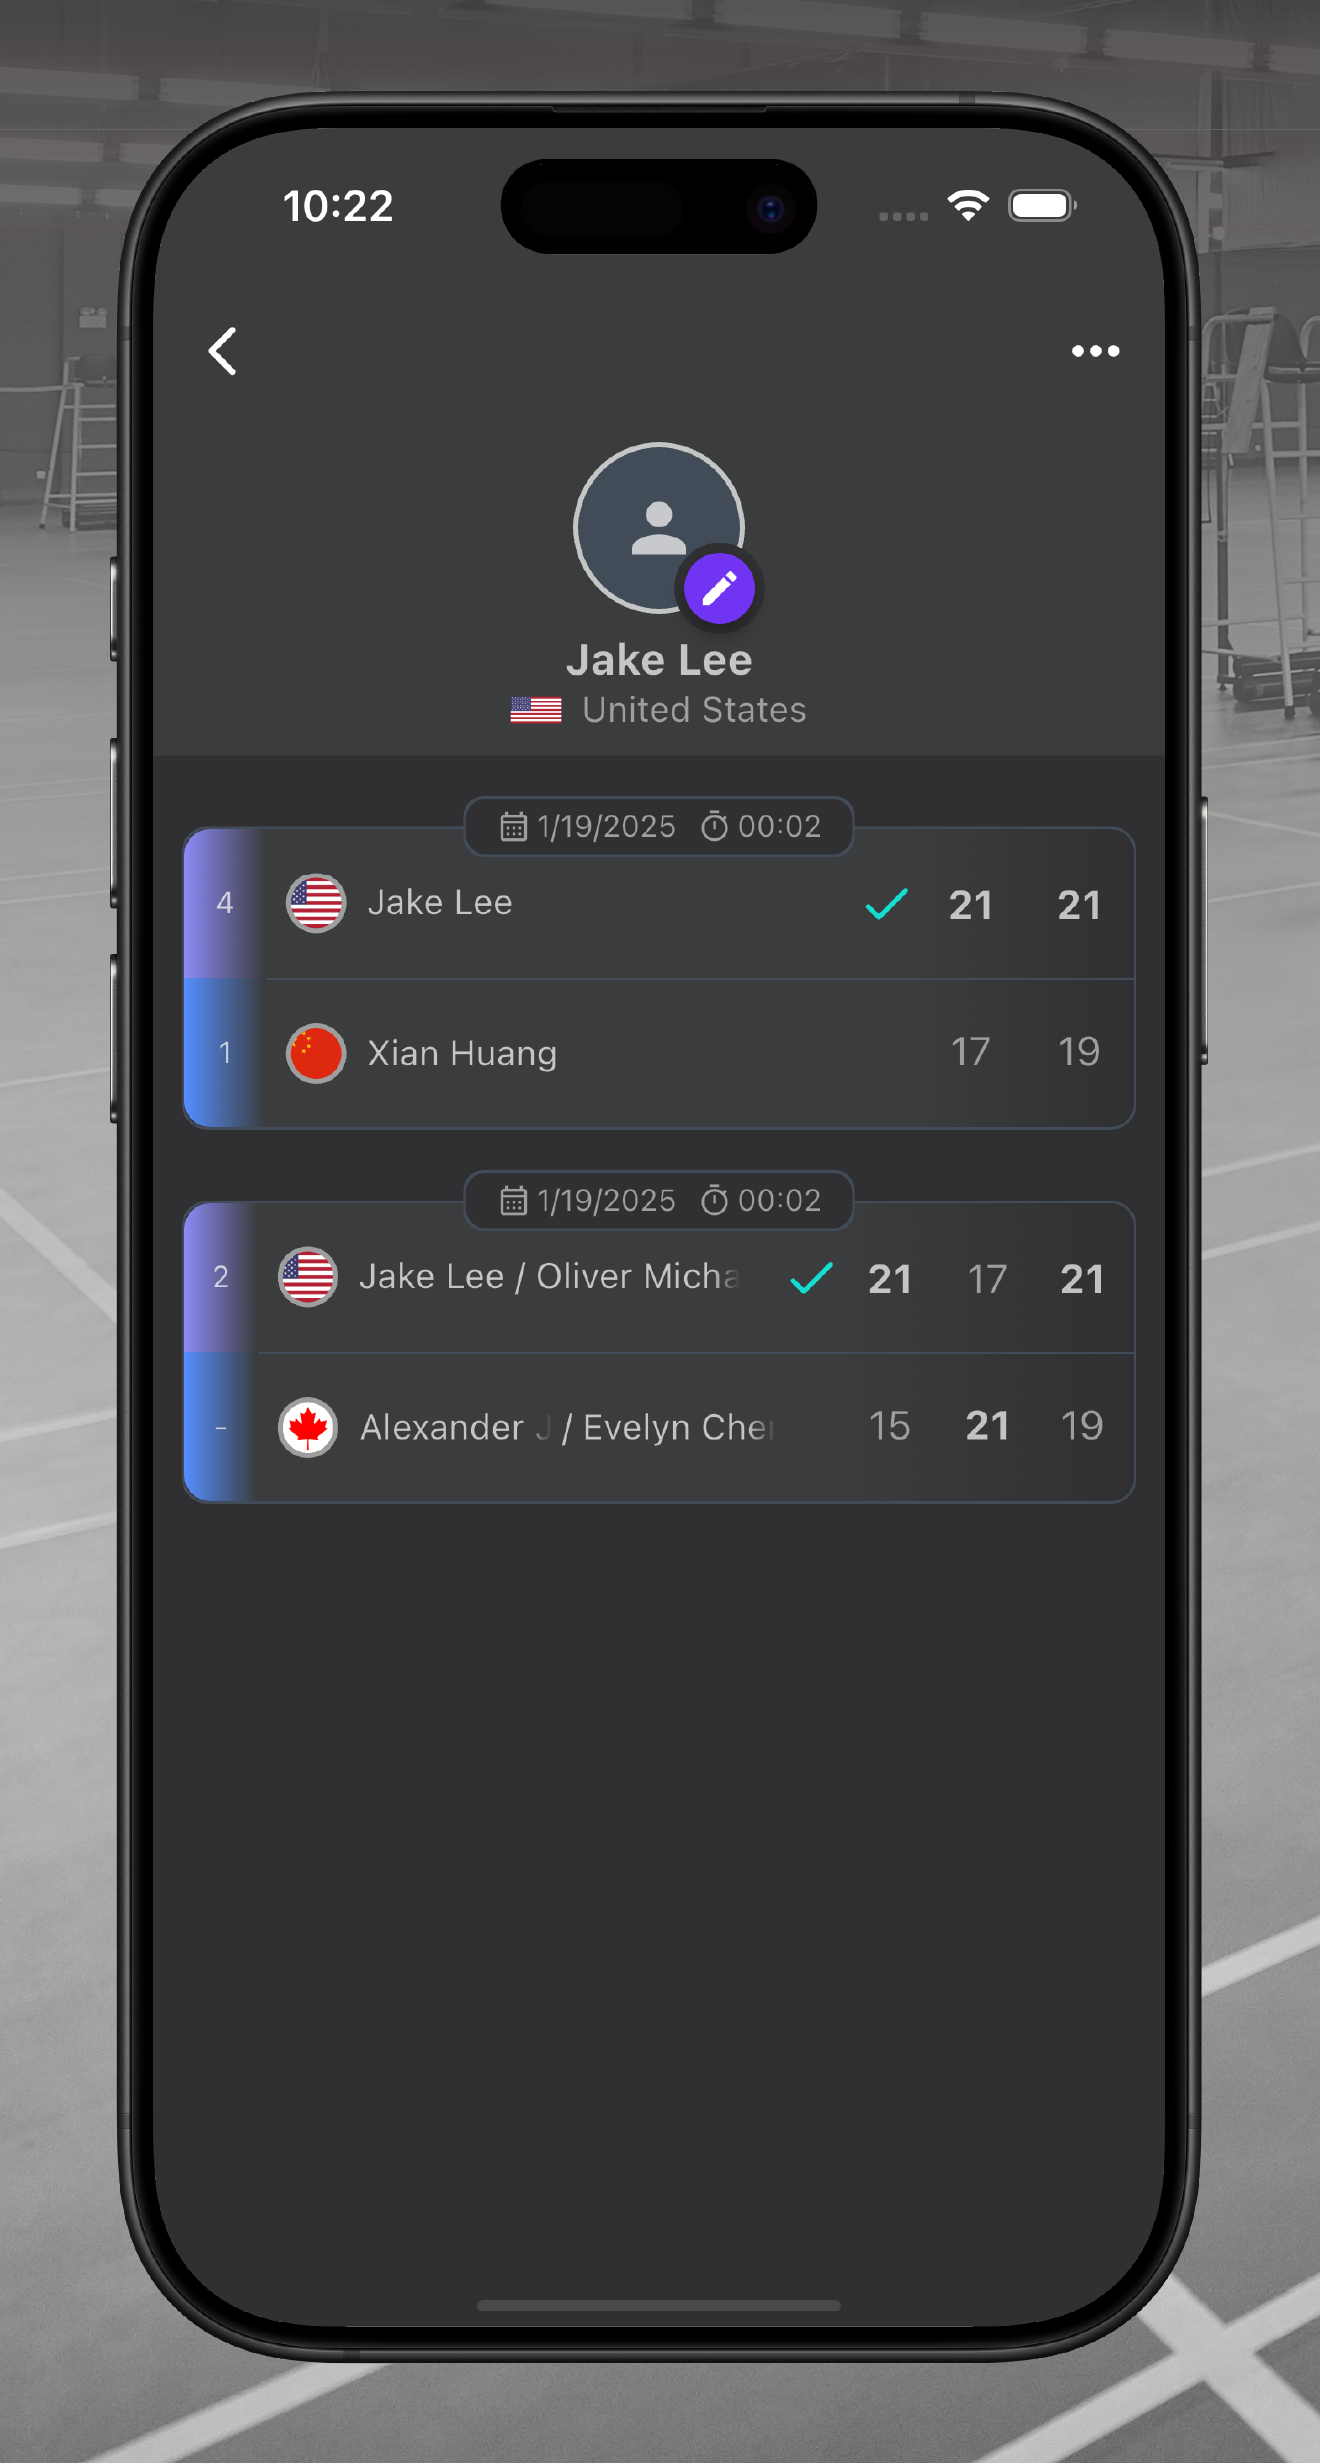 10:22
Jake Lee
United States
1/19/2025 00:02
4 Jake Lee 21 21
1 Xian Huang 17 19
1/19/2025 00:02
2 Jake Lee / Oliver Micha 21 17 21
- Alexander J / Evelyn Che 15 21 19